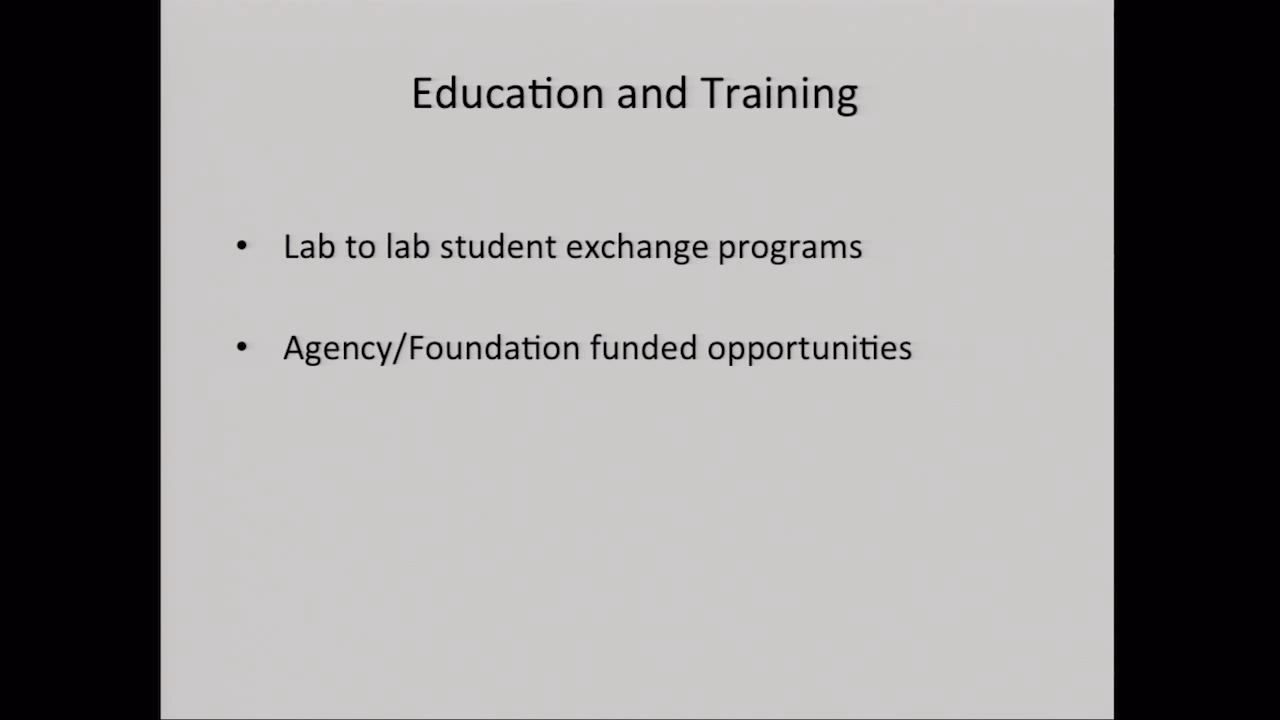 Education and Training
• Lab to lab student exchange programs
• Agency/Foundation funded opportunities